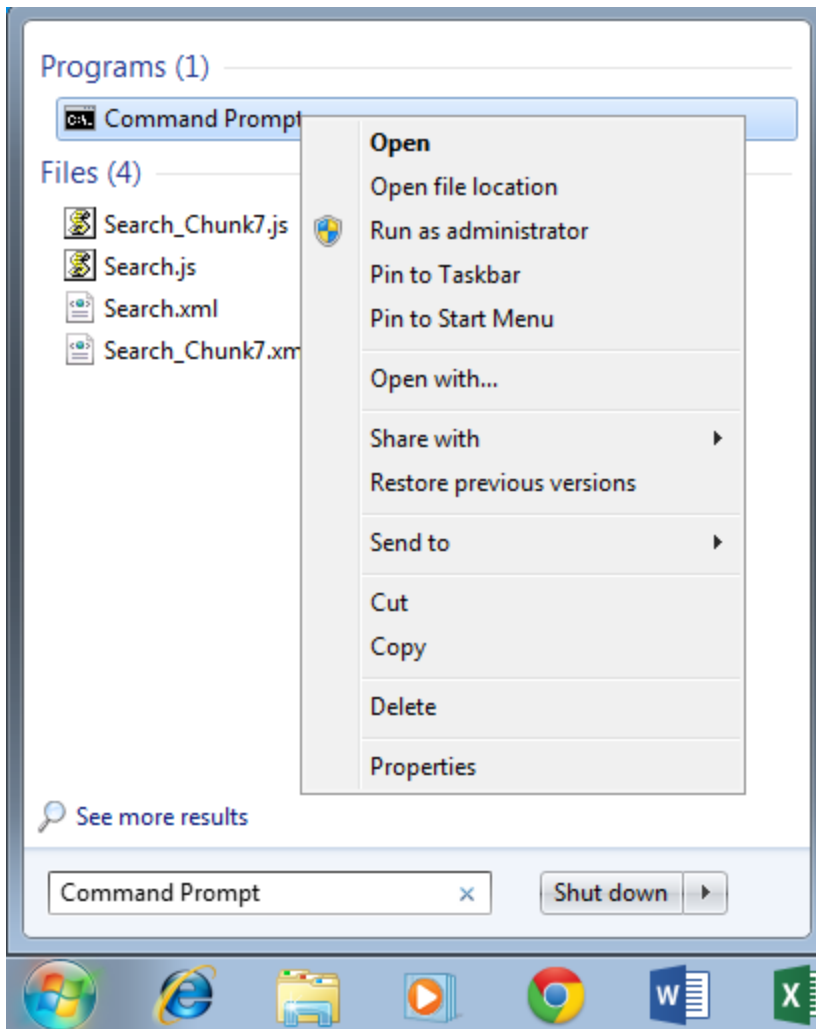 Programs (1)
Command Prompt
Open
Files (4)
Open file location
Search_Chunk7.js
Run as administrator
Search.js
Pin to Taskbar
Search.xml
Pin to Start Menu
Search_Chunk7.xm
Open with...
Share with
Restore previous versions
Send to
Cut
Copy
Delete
Properties
See more results
Command Prompt
Shut down
C:\.
W
X